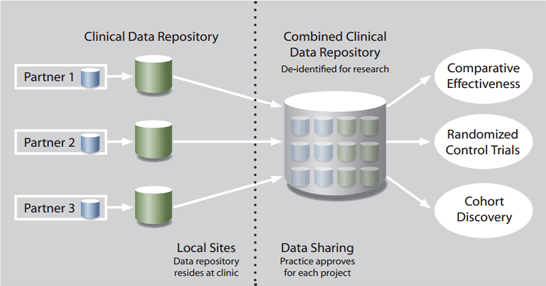 Clinical Data Repository
Combined Clinical
Data Repository
De-identified for research
Partner 1
Partner 2
Partner 3
Comparative
Effectiveness
Randomized
Control Trials
Cohort
Discovery
Local Sites
Data repository
resides at clinic
Data Sharing
Practice approves
for each project